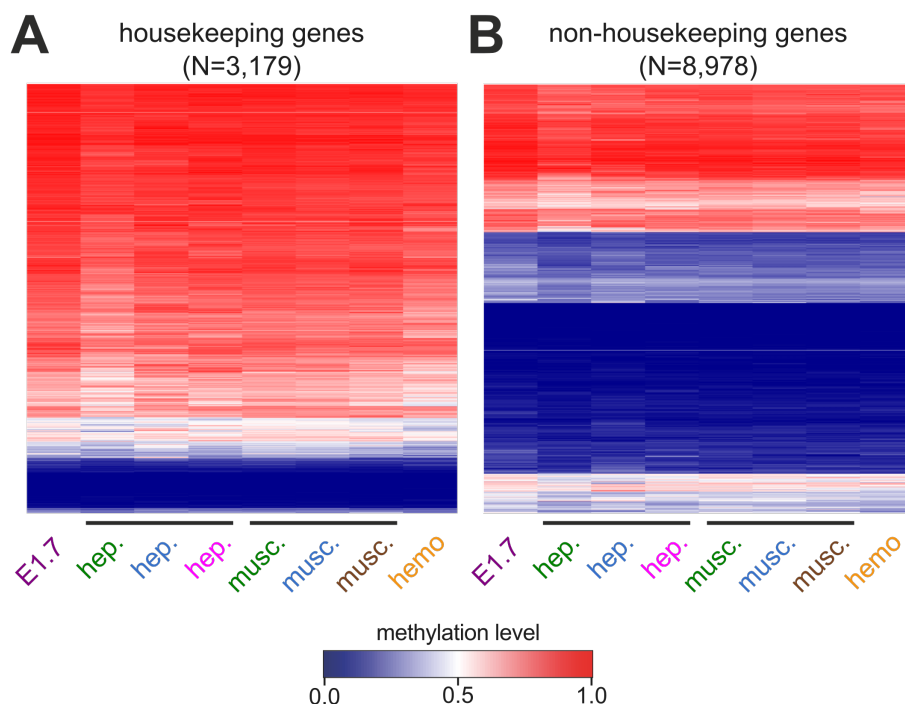 A
housekeeping genes
(N=3,179)
B
non-housekeeping genes
(N=8,978)
E1.7
hep.
hep.
hep.
musc.
musc.
musc.
hemo
E1.7
hep.
hep.
hep.
musc.
musc.
musc.
hemo
methylation level
0.0
0.5
1.0